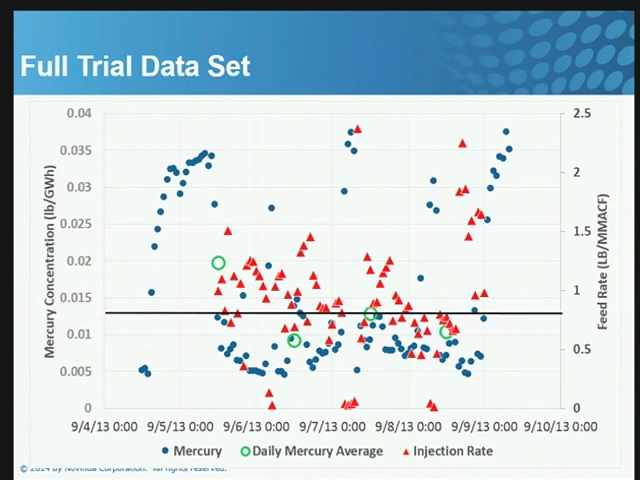 Full Trial Data Set
0.04
0.035
0.03
0.025
0.02
0.015
0.01
0.005
0
Mercury Concentration (lb/GWh)
2.5
2
1.5
1
0.5
0
Feed Rate (LB/MMACF)
9/4/13 0:00 9/5/13 0:00 9/6/13 0:00 9/7/13 0:00 9/8/13 0:00 9/9/13 0:00 9/10/13 0:00
Mercury Daily Mercury Average Injection Rate
© 2014 by Novinda Corporation. All rights reserved.